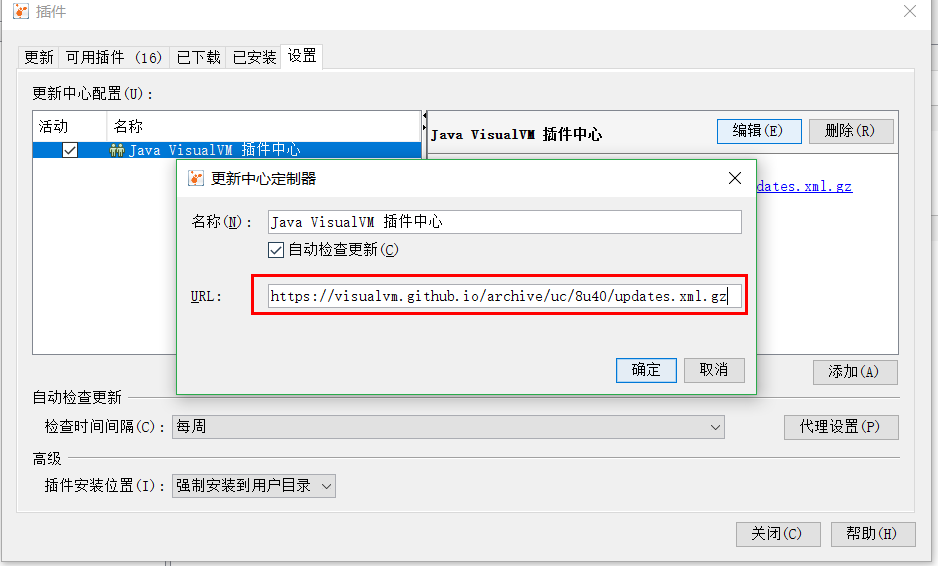 插件
更新 可用插件 (16) 已下载 已安装 设置
更新中心配置(U):
活动 名称
Java VisualVM 插件中心
Java VisualVM 插件中心 编辑(E) 删除(R)
dates.xml.gz
更新中心定制器
名称(N): Java VisualVM 插件中心
自动检查更新(C)
URL: https://visualvm.github.io/archive/uc/8u40/updates.xml.gz
确定 取消
添加(A)
自动检查更新
检查时间间隔(C): 每周 代理设置(P)
高级
插件安装位置(I): 强制安装到用户目录
关闭(C) 帮助(H)